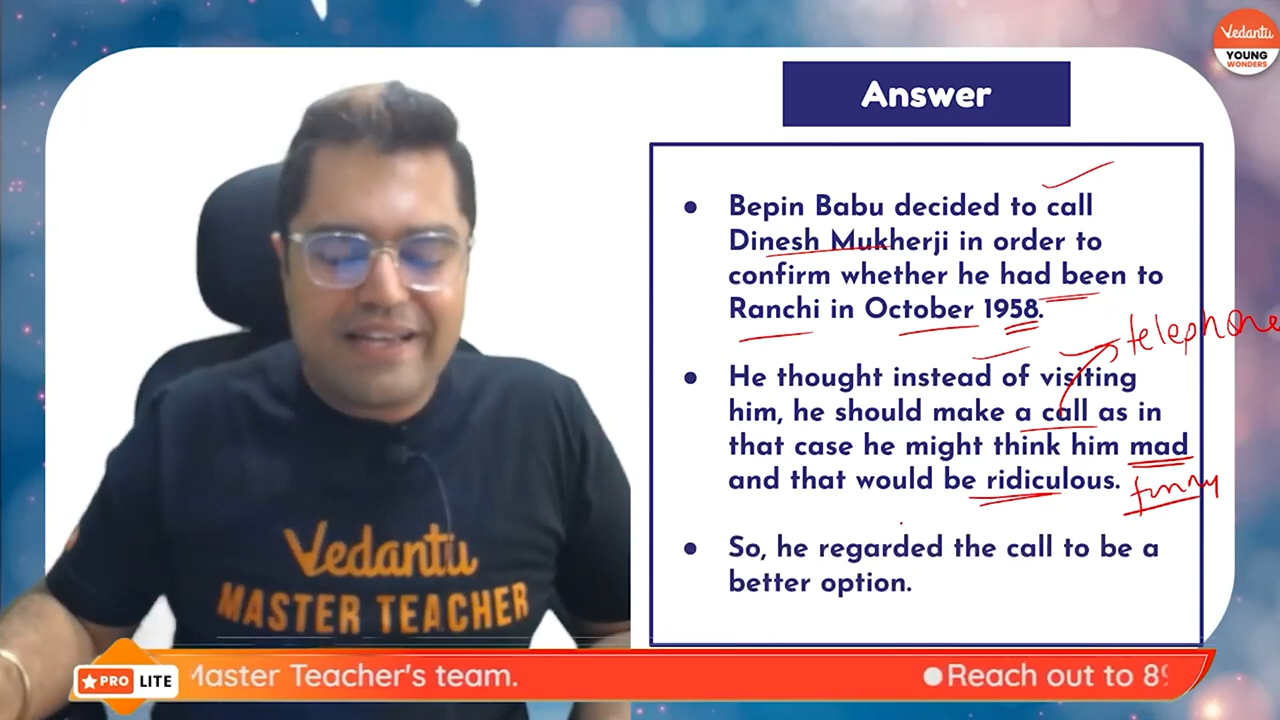 Vedantu
YOUNG
WONDERS
Answer
Bepin Babu decided to call
Dinesh Mukherji in order to
confirm whether he had been to
Ranchi in October 1958.
telephone
He thought instead of visiting
him, he should make a call as in
that case he might think him mad
and that would be ridiculous.
funny
So, he regarded the call to be a
better option.
Vedantu
MASTER TEACHER
PRO LITE
Master Teacher's team.
Reach out to 89